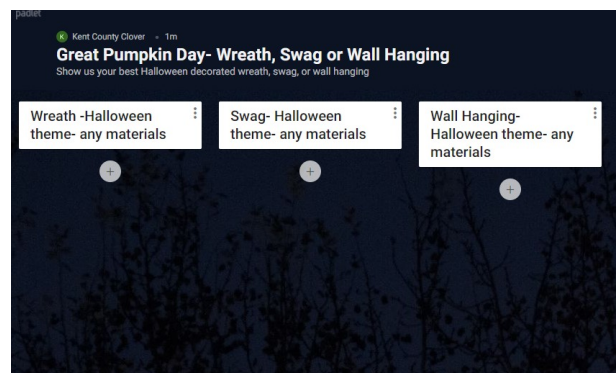 padlet
K Kent County Clover • 1m
Great Pumpkin Day- Wreath, Swag or Wall Hanging
Show us your best Halloween decorated wreath, swag, or wall hanging
Wreath -Halloween
theme- any materials
Swag- Halloween
theme- any materials
Wall Hanging-
Halloween theme- any
materials